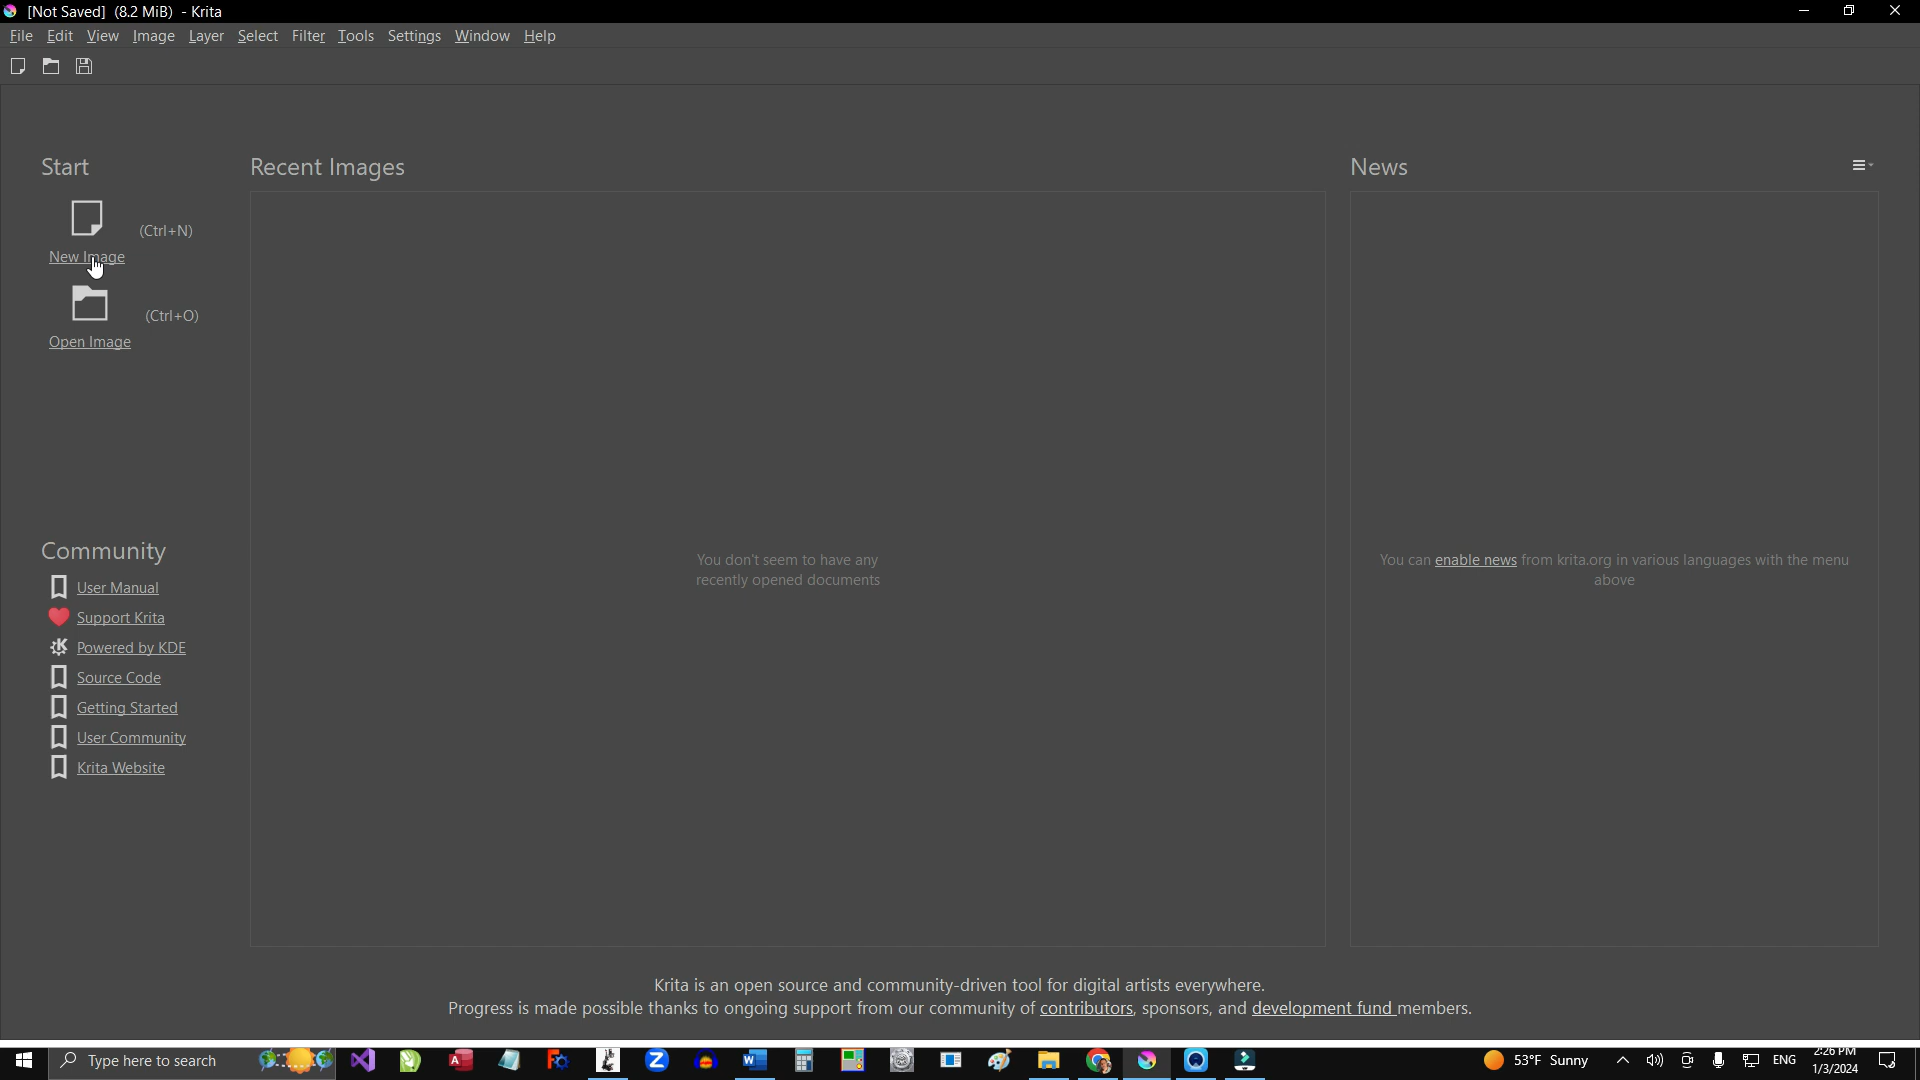 [Not Saved] (8.2 MiB) - Krita
File Edit View Image Layer Select Filter Tools Settings Window Help
Start
Recent Images
News
(Ctrl+N)
New Image
(Ctrl+O)
Open Image
You don't seem to have any
recently opened documents
You can enable news from krita.org in various languages with the menu
above
Community
User Manual
Support Krita
Powered by KDE
Source Code
Getting Started
User Community
Krita Website
Krita is an open source and community-driven tool for digital artists everywhere.
Progress is made possible thanks to ongoing support from our community of contributors, sponsors, and development fund members.
Type here to search
53°F Sunny
ENG
2:26 PM
1/3/2024